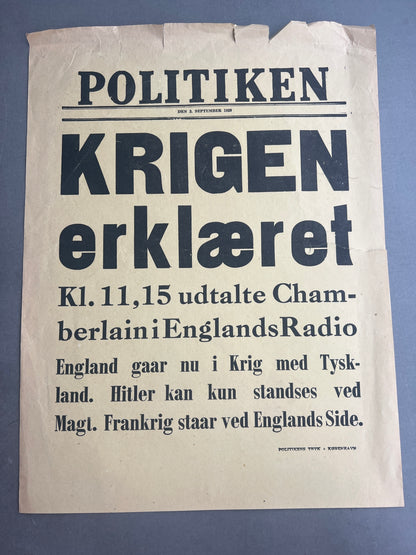 POLITIKEN
DEN 3. SEPTEMBER 1939
KRIGEN
erklæret
Kl. 11,15 udtalte Cham-
berlain i Englands Radio
England gaar nu i Krig med Tysk-
land. Hitler kan kun standses ved
Magt. Frankrig staar ved Englands Side.
POLITIKENS TRYK * KØBENHAVN